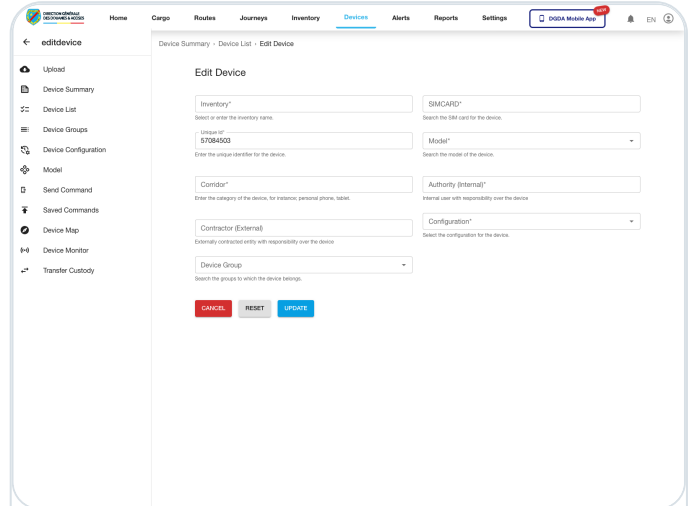 DIRECTION GÉNÉRALE
DES DOUANES & ACCISES
Home
Cargo
Routes
Journeys
Inventory
Devices
Alerts
Reports
Settings
DGDA Mobile App
NEW
EN
editdevice
Upload
Device Summary
Device List
Device Groups
Device Configuration
Model
Send Command
Saved Commands
Device Map
Device Monitor
Transfer Custody
Device Summary › Device List › Edit Device
Edit Device
Inventory*
Select or enter the inventory name.
SIMCARD*
Search the SIM card for the device.
Unique Id*
57084503
Enter the unique identifier for the device.
Model*
Search the model of the device.
Corridor*
Enter the category of the device, for instance; personal phone, tablet.
Authority (Internal)*
Internal user with responsibility over the device
Contractor (External)
Externally contracted entity with responsibility over the device
Configuration*
Select the configuration for the device.
Device Group
Search the groups to which the device belongs.
CANCEL
RESET
UPDATE